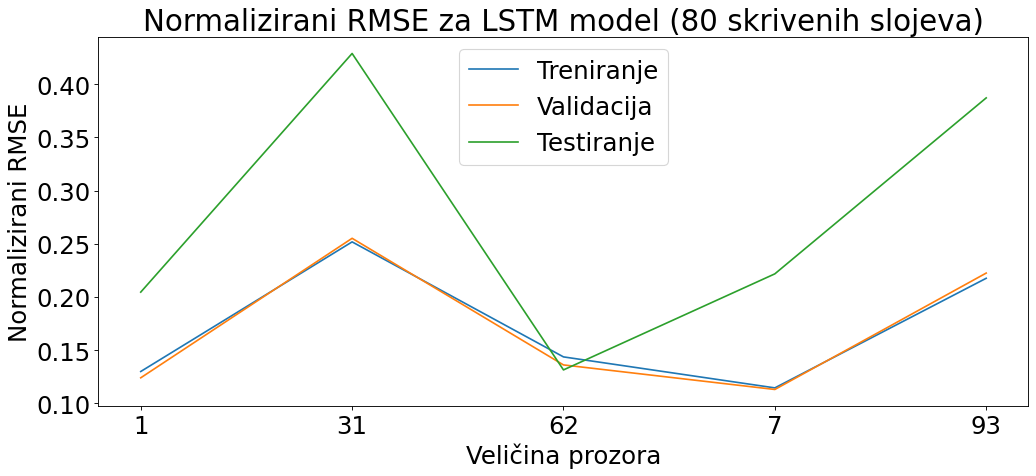 Normalizirani RMSE za LSTM model (80 skrivenih slojeva)
Treniranje
Validacija
Testiranje
Normalizirani RMSE
0.40
0.35
0.30
0.25
0.20
0.15
0.10
1 31 62 7 93
Veličina prozora